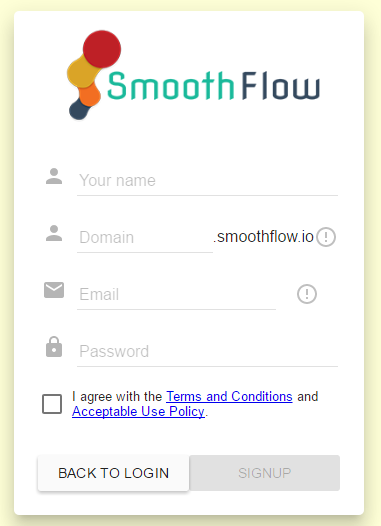 SmoothFlow
Your name
Domain .smoothflow.io
Email
Password
I agree with the Terms and Conditions and
Acceptable Use Policy.
BACK TO LOGIN SIGNUP